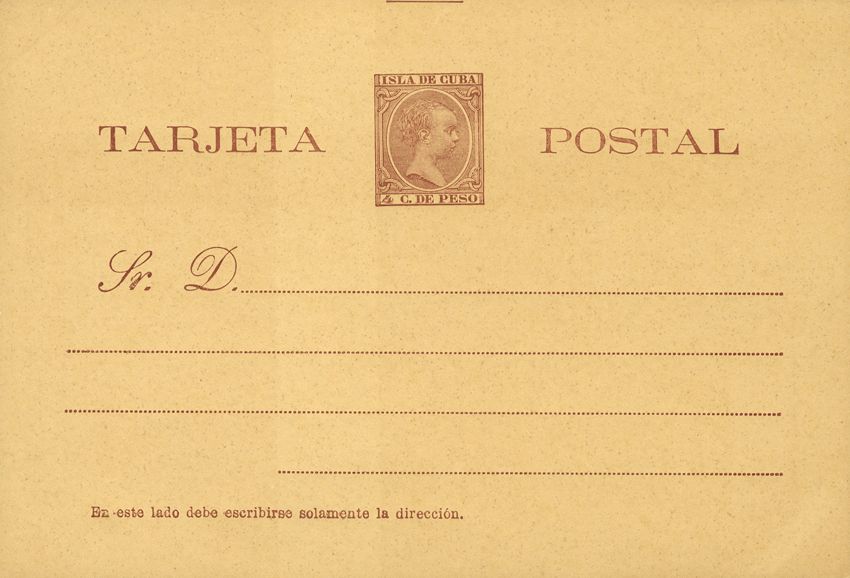 ISLA DE CUBA
TARJETA POSTAL
4 C. DE PESO
Sr. D.
En este lado debe escribirse solamente la dirección.